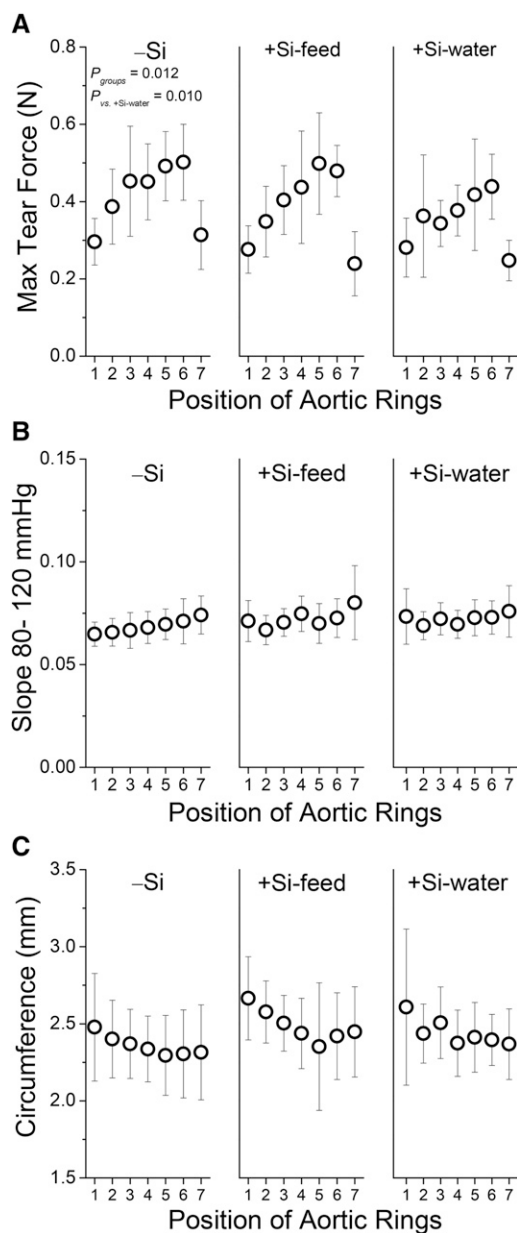 A
–Si
+Si-feed
+Si-water
P groups = 0.012
P vs. +Si-water = 0.010
Max Tear Force (N)
0.8
0.6
0.4
0.2
0.0
1 2 3 4 5 6 7
1 2 3 4 5 6 7
1 2 3 4 5 6 7
Position of Aortic Rings
B
–Si
+Si-feed
+Si-water
Slope 80- 120 mmHg
0.15
0.10
0.05
0.00
1 2 3 4 5 6 7
1 2 3 4 5 6 7
1 2 3 4 5 6 7
Position of Aortic Rings
C
–Si
+Si-feed
+Si-water
Circumference (mm)
3.5
3.0
2.5
2.0
1.5
1 2 3 4 5 6 7
1 2 3 4 5 6 7
1 2 3 4 5 6 7
Position of Aortic Rings